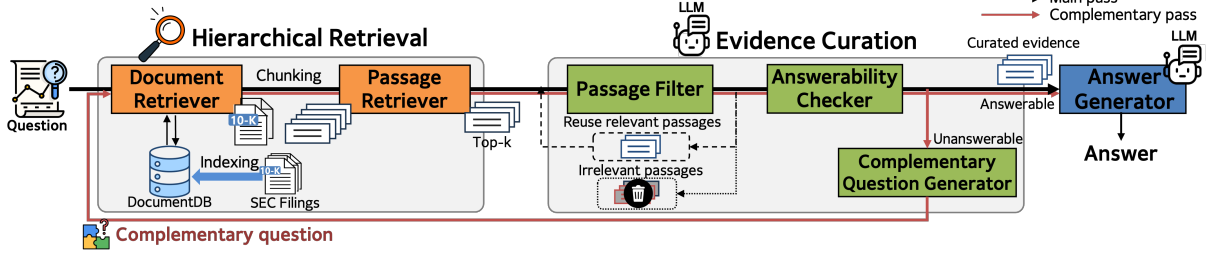 Main pass
Complementary pass
LLM
LLM
Hierarchical Retrieval
Evidence Curation
Question
Document
Retriever
Chunking
Passage
Retriever
10-K
Top-k
Indexing
10-K
DocumentDB
SEC Filings
Passage Filter
Reuse relevant passages
Irrelevant passages
Answerability
Checker
Unanswerable
Complementary
Question Generator
Curated evidence
Answerable
Answer
Generator
Answer
Complementary question